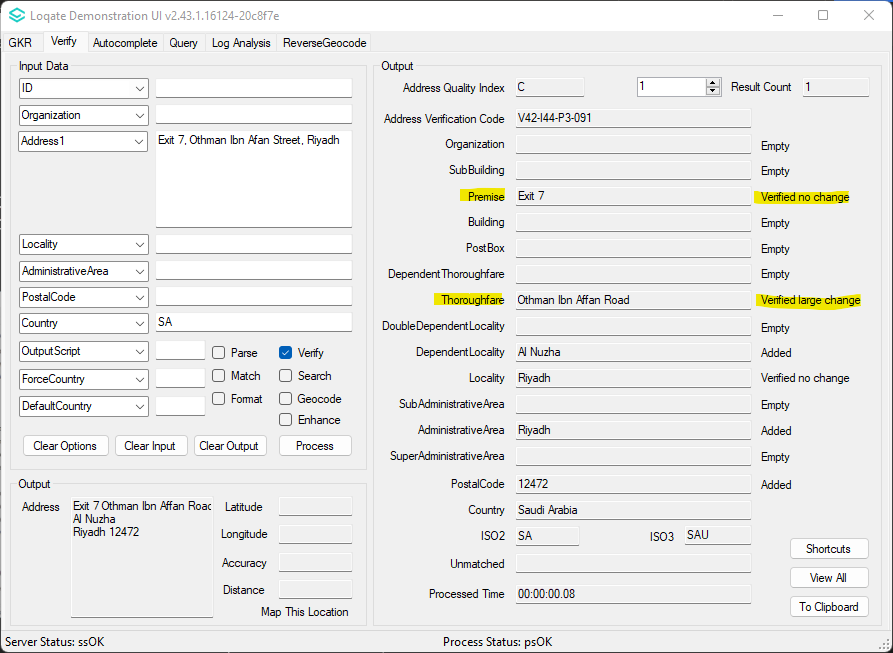 Loqate Demonstration UI v2.43.1.16124-20c8f7e
GKR Verify Autocomplete Query Log Analysis ReverseGeocode
Input Data
ID
Organization
Address1 Exit 7, Othman Ibn Afan Street, Riyadh
Locality
AdministrativeArea
PostalCode
Country SA
OutputScript Parse Verify
ForceCountry Match Search
DefaultCountry Format Geocode
Enhance
Clear Options Clear Input Clear Output Process
Output
Address Exit 7 Othman Ibn Affan Road
Al Nuzha
Riyadh 12472
Latitude
Longitude
Accuracy
Distance
Map This Location
Output
Address Quality Index C 1 Result Count 1
Address Verification Code V42-I44-P3-091
Organization Empty
SubBuilding Empty
Premise Exit 7 Verified no change
Building Empty
PostBox Empty
DependentThoroughfare Empty
Thoroughfare Othman Ibn Affan Road Verified large change
DoubleDependentLocality Empty
DependentLocality Al Nuzha Added
Locality Riyadh Verified no change
SubAdministrativeArea Empty
AdministrativeArea Riyadh Added
SuperAdministrativeArea Empty
PostalCode 12472 Added
Country Saudi Arabia
ISO2 SA ISO3 SAU
Unmatched
Processed Time 00:00:00.08
Shortcuts
View All
To Clipboard
Server Status: ssOK Process Status: psOK